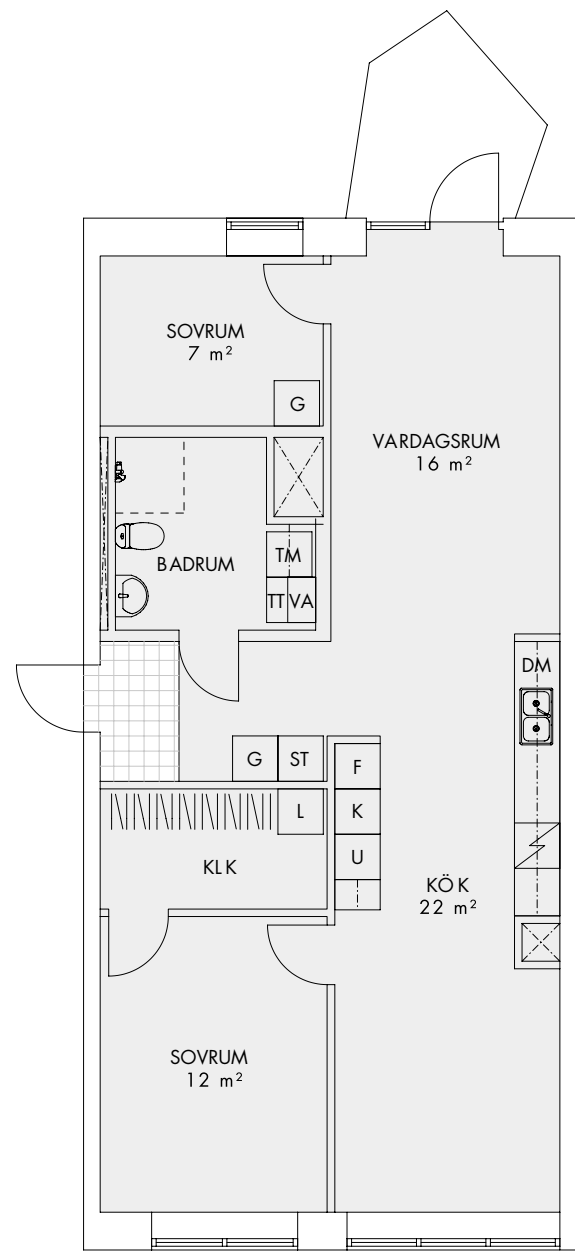 SOVRUM
7 m²
G
VARDAGSRUM
16 m²
BADRUM
TM
TT VA
DM
G ST
F
K
L
U
KLK
KÖK
22 m²
SOVRUM
12 m²